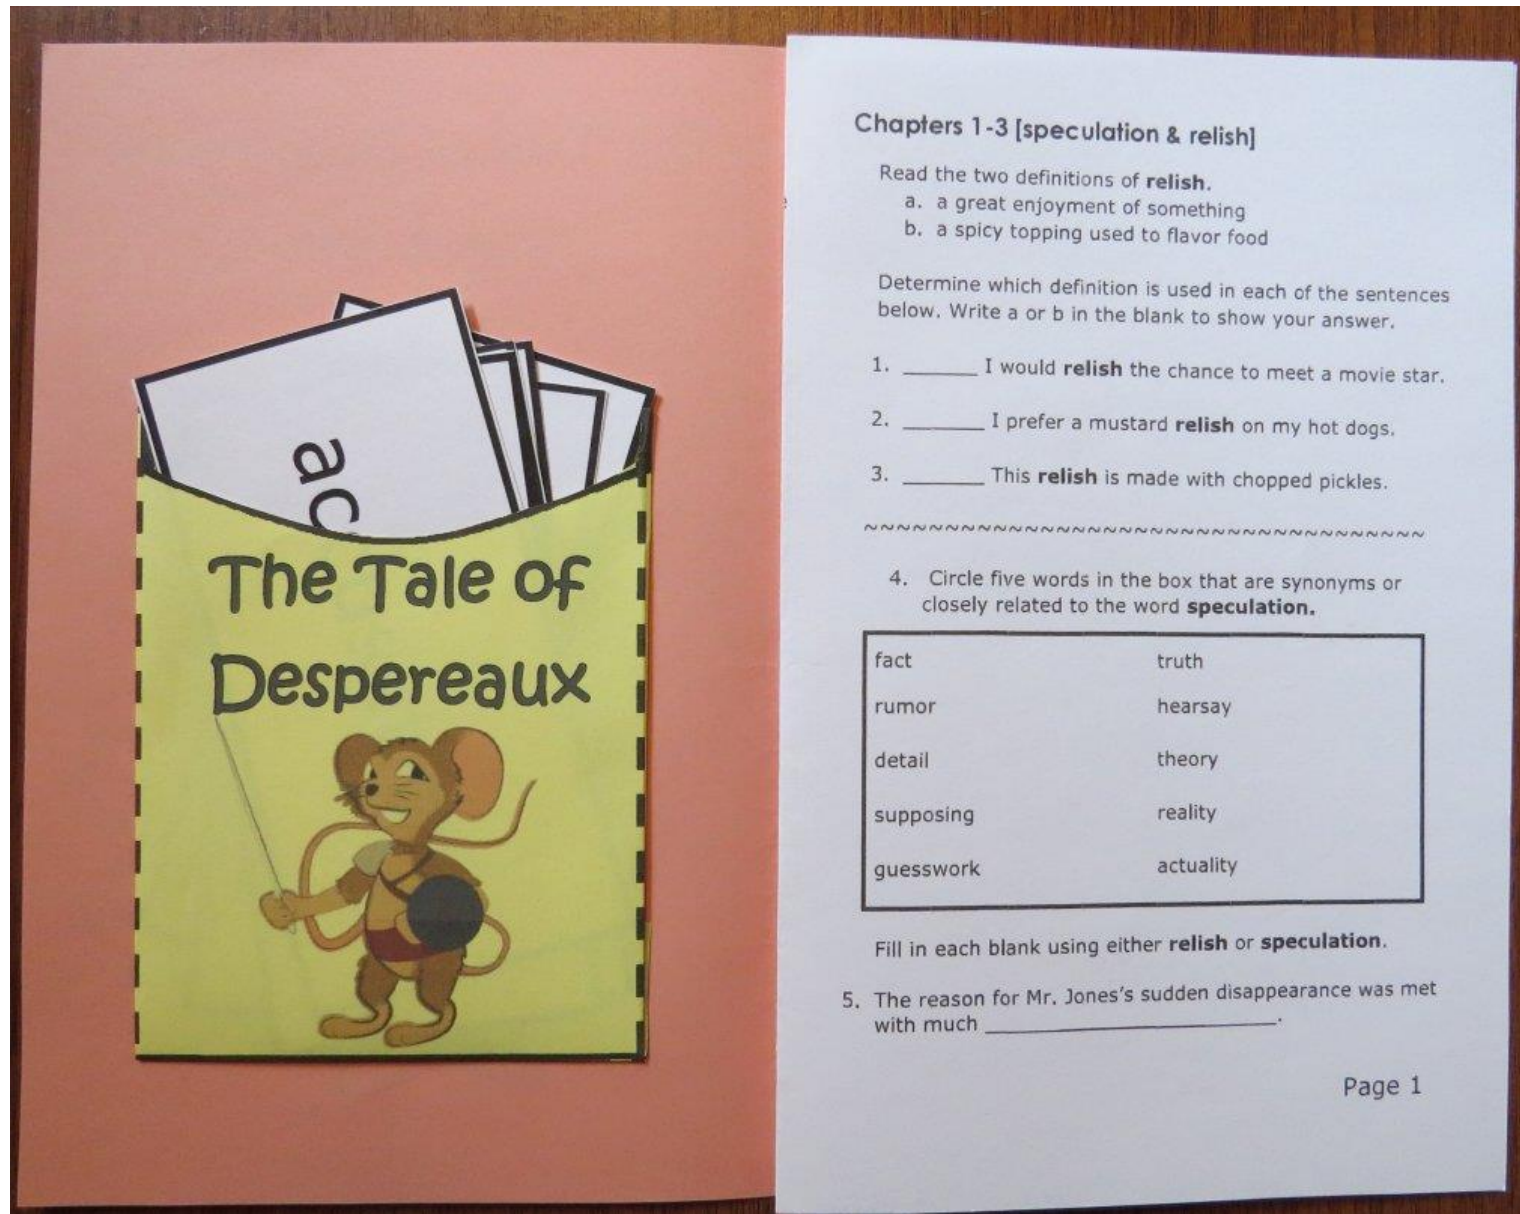 ac
The Tale of
Despereaux
Chapters 1-3 [speculation & relish]
Read the two definitions of relish.
a. a great enjoyment of something
b. a spicy topping used to flavor food
Determine which definition is used in each of the sentences
below. Write a or b in the blank to show your answer.
1. ______ I would relish the chance to meet a movie star.
2. ______ I prefer a mustard relish on my hot dogs.
3. ______ This relish is made with chopped pickles.
~~~~~~~~~~~~~~~~~~~~~~~~~~~~~~~~~~~
4. Circle five words in the box that are synonyms or
closely related to the word speculation.
fact truth
rumor hearsay
detail theory
supposing reality
guesswork actuality
Fill in each blank using either relish or speculation.
5. The reason for Mr. Jones's sudden disappearance was met
with much ______________________.
Page 1